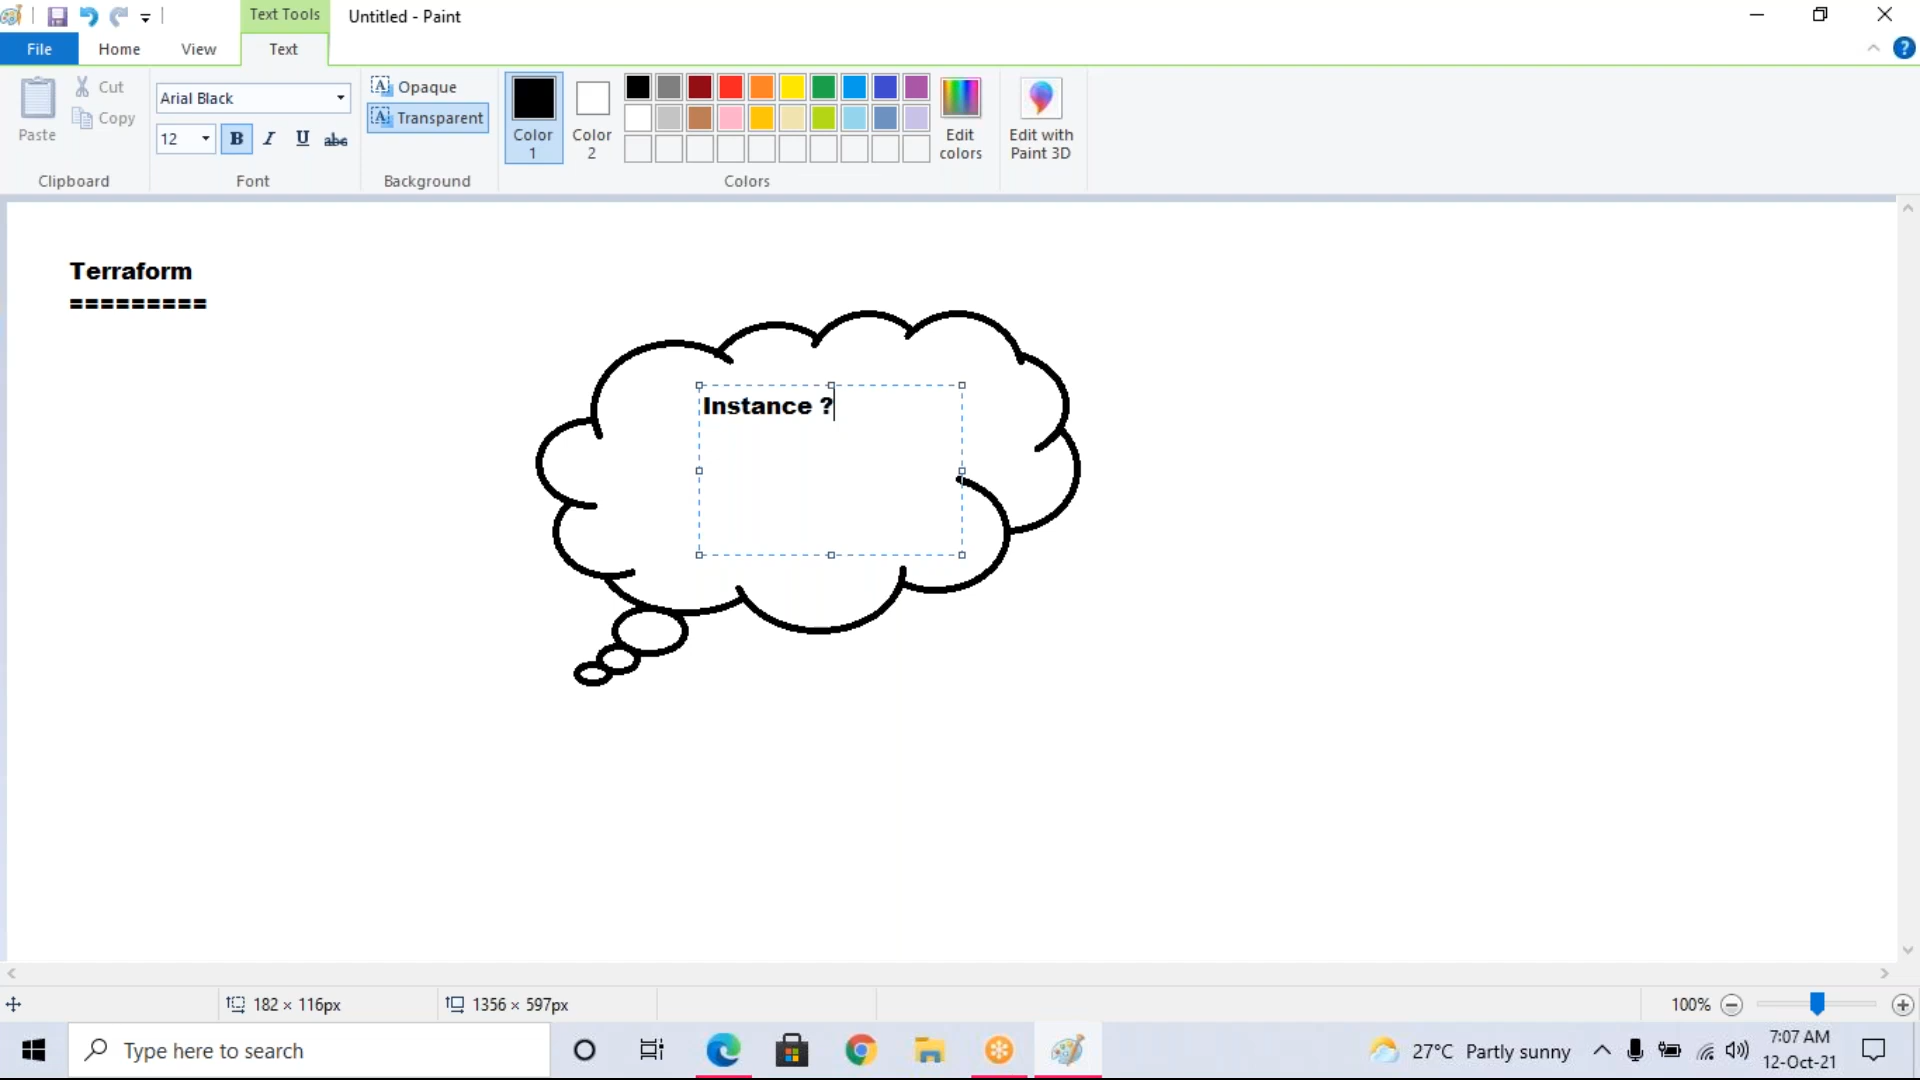 Text Tools
Untitled - Paint
File
Home
View
Text
Paste
Cut
Copy
Clipboard
Arial Black
12
B
I
U
abc
Font
A Opaque
A Transparent
Background
Color
1
Color
2
Colors
Edit
colors
Edit with
Paint 3D
?
Terraform
=========
Instance ?
182 × 116px
1356 × 597px
100%
Type here to search
27°C Partly sunny
7:07 AM
12-Oct-21